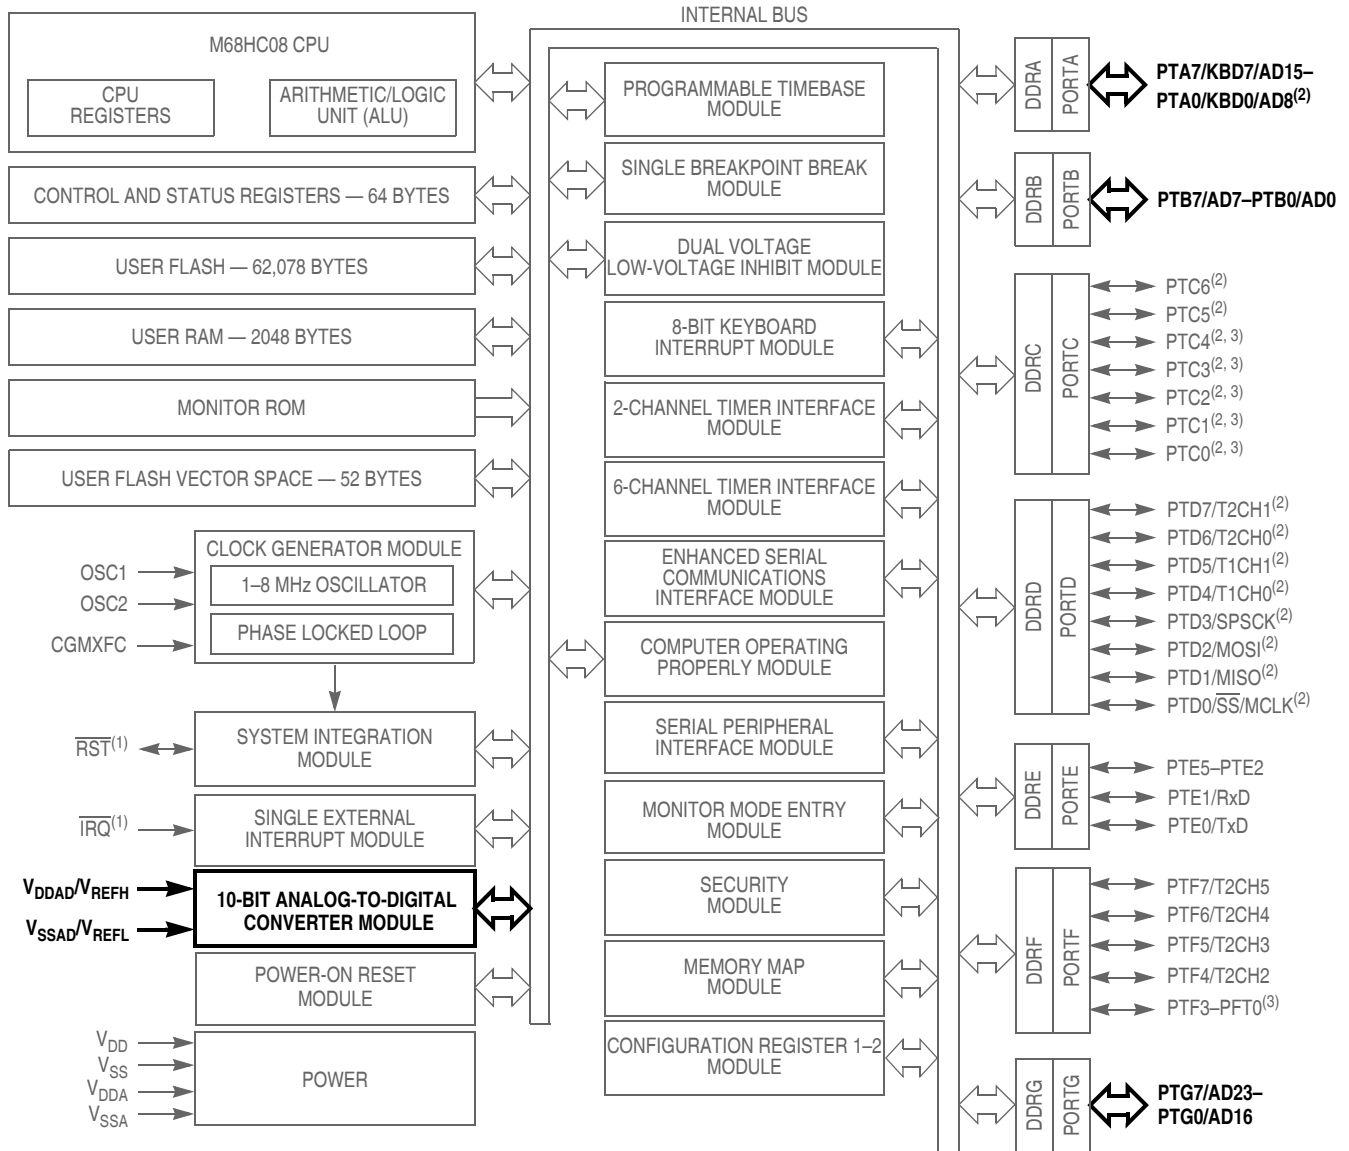 INTERNAL BUS
M68HC08 CPU
CPU
REGISTERS
ARITHMETIC/LOGIC
UNIT (ALU)
CONTROL AND STATUS REGISTERS — 64 BYTES
USER FLASH — 62,078 BYTES
USER RAM — 2048 BYTES
MONITOR ROM
USER FLASH VECTOR SPACE — 52 BYTES
OSC1
OSC2
CGMXFC
CLOCK GENERATOR MODULE
1–8 MHz OSCILLATOR
PHASE LOCKED LOOP
RST(1)
SYSTEM INTEGRATION
MODULE
IRQ(1)
SINGLE EXTERNAL
INTERRUPT MODULE
VDDAD/VREFH
VSSAD/VREFL
10-BIT ANALOG-TO-DIGITAL
CONVERTER MODULE
POWER-ON RESET
MODULE
VDD
VSS
VDDA
VSSA
POWER
PROGRAMMABLE TIMEBASE
MODULE
SINGLE BREAKPOINT BREAK
MODULE
DUAL VOLTAGE
LOW-VOLTAGE INHIBIT MODULE
8-BIT KEYBOARD
INTERRUPT MODULE
2-CHANNEL TIMER INTERFACE
MODULE
6-CHANNEL TIMER INTERFACE
MODULE
ENHANCED SERIAL
COMMUNICATIONS
INTERFACE MODULE
COMPUTER OPERATING
PROPERLY MODULE
SERIAL PERIPHERAL
INTERFACE MODULE
MONITOR MODE ENTRY
MODULE
SECURITY
MODULE
MEMORY MAP
MODULE
CONFIGURATION REGISTER 1–2
MODULE
DDRA
PORTA
PTA7/KBD7/AD15–
PTA0/KBD0/AD8(2)
DDRB
PORTB
PTB7/AD7–PTB0/AD0
DDRC
PORTC
PTC6(2)
PTC5(2)
PTC4(2, 3)
PTC3(2, 3)
PTC2(2, 3)
PTC1(2, 3)
PTC0(2, 3)
DDRD
PORTD
PTD7/T2CH1(2)
PTD6/T2CH0(2)
PTD5/T1CH1(2)
PTD4/T1CH0(2)
PTD3/SPSCK(2)
PTD2/MOSI(2)
PTD1/MISO(2)
PTD0/SS/MCLK(2)
DDRE
PORTE
PTE5–PTE2
PTE1/RxD
PTE0/TxD
DDRF
PORTF
PTF7/T2CH5
PTF6/T2CH4
PTF5/T2CH3
PTF4/T2CH2
PTF3–PFT0(3)
DDRG
PORTG
PTG7/AD23–
PTG0/AD16